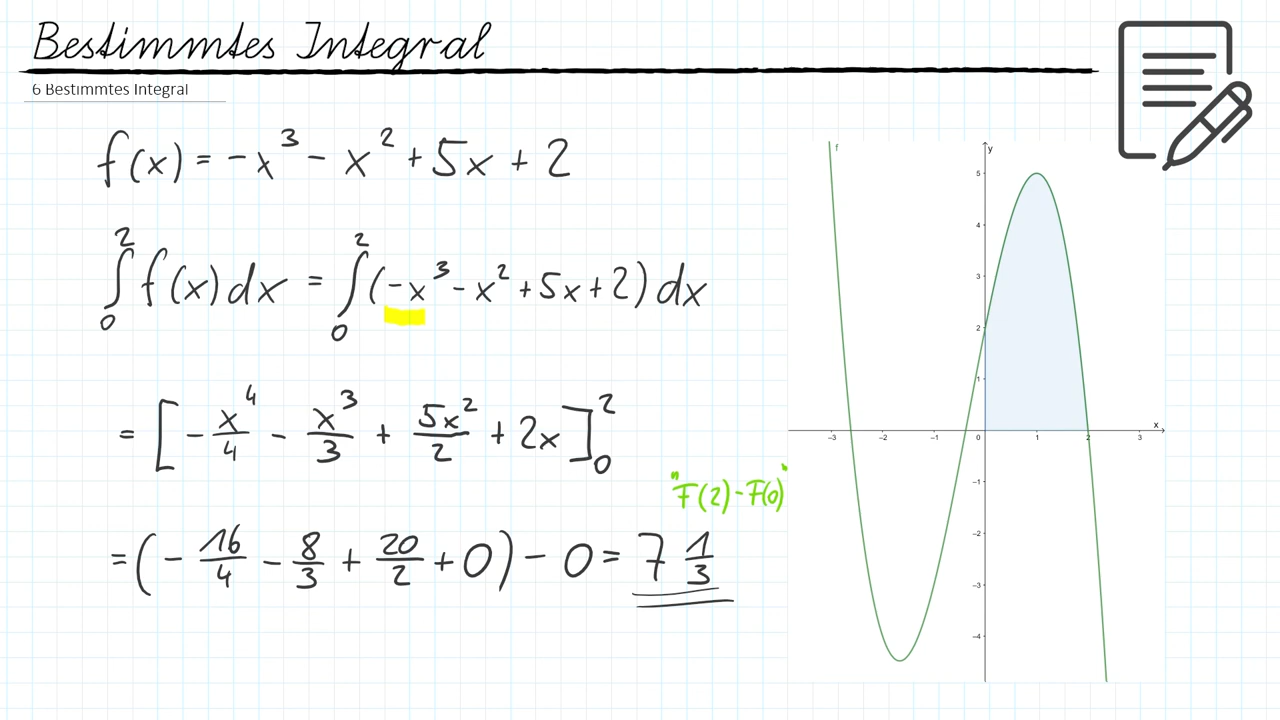 Bestimmtes Integral
6 Bestimmtes Integral
f(x) = -x³ - x² + 5x + 2
∫₀² f(x) dx = ∫₀² (-x³ - x² + 5x + 2) dx
= [ - x⁴/4 - x³/3 + 5x²/2 + 2x ]₀²
"F(2) - F(0)"
= ( - 16/4 - 8/3 + 20/2 + 0 ) - 0 = 7 1/3
f
y
5
4
3
2
1
x
-3 -2 -1 0 1 2 3
-1
-2
-3
-4